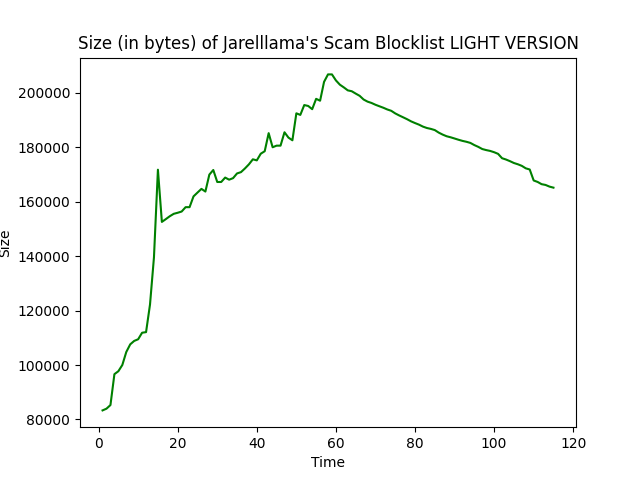 Size (in bytes) of Jarelllama's Scam Blocklist LIGHT VERSION
200000
180000
160000
140000
120000
100000
80000
Size
0 20 40 60 80 100 120
Time